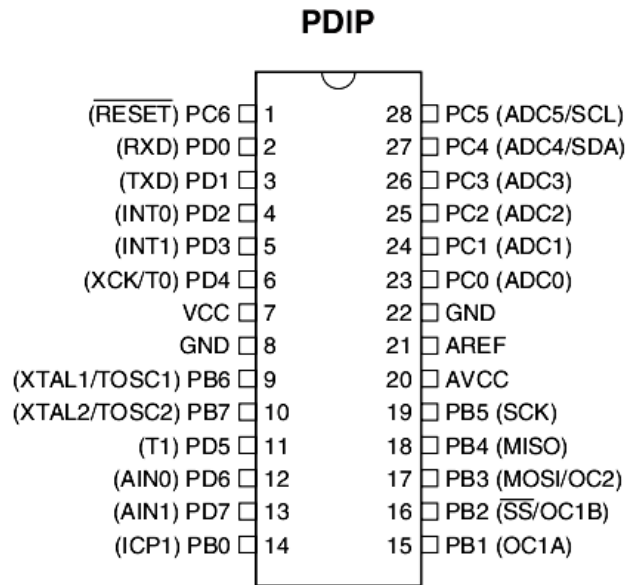 PDIP
(RESET) PC6 1 28 PC5 (ADC5/SCL)
(RXD) PD0 2 27 PC4 (ADC4/SDA)
(TXD) PD1 3 26 PC3 (ADC3)
(INT0) PD2 4 25 PC2 (ADC2)
(INT1) PD3 5 24 PC1 (ADC1)
(XCK/T0) PD4 6 23 PC0 (ADC0)
VCC 7 22 GND
GND 8 21 AREF
(XTAL1/TOSC1) PB6 9 20 AVCC
(XTAL2/TOSC2) PB7 10 19 PB5 (SCK)
(T1) PD5 11 18 PB4 (MISO)
(AIN0) PD6 12 17 PB3 (MOSI/OC2)
(AIN1) PD7 13 16 PB2 (SS/OC1B)
(ICP1) PB0 14 15 PB1 (OC1A)